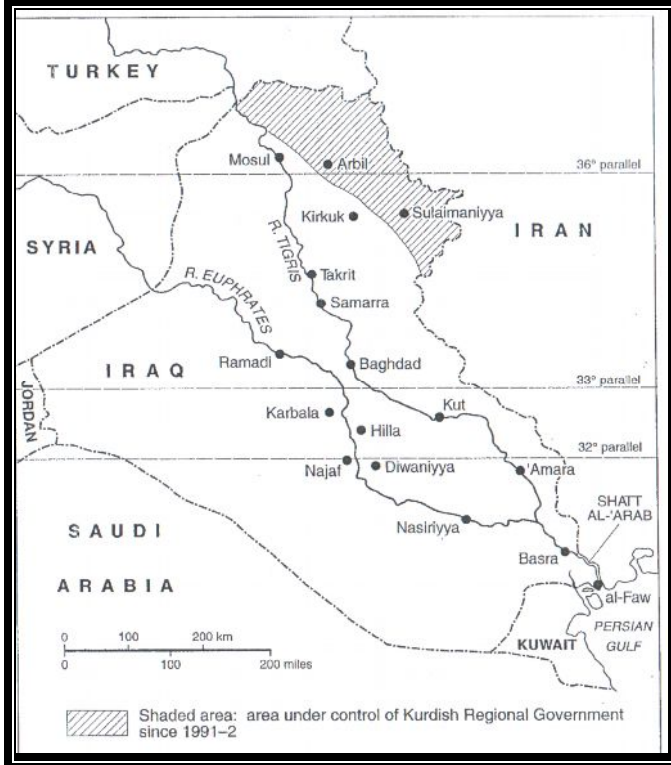 TURKEY
Mosul
Arbil
36° parallel
Kirkuk
Sulaimaniyya
IRAN
SYRIA
R. TIGRIS
Takrit
R. EUPHRATES
Samarra
IRAQ
Ramadi
Baghdad
33° parallel
JORDAN
Karbala
Kut
Hilla
32° parallel
Najaf
Diwaniyya
'Amara
SHATT
AL-'ARAB
SAUDI
ARABIA
Nasiriyya
Basra
al-Faw
PERSIAN
GULF
KUWAIT
0 100 200 km
0 100 200 miles
Shaded area: area under control of Kurdish Regional Government
since 1991–2